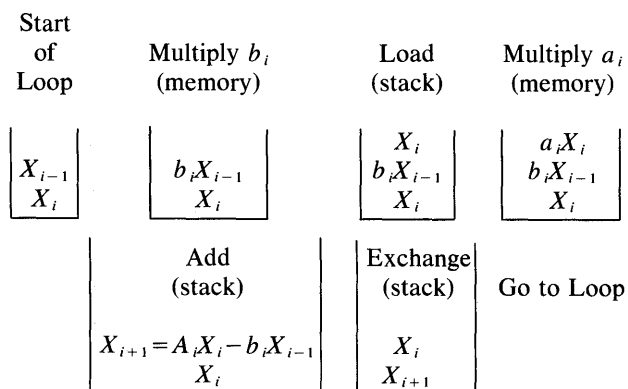 Start
of
Loop
Multiply b_i
(memory)
Load
(stack)
Multiply a_i
(memory)
X_{i-1}
X_i
b_iX_{i-1}
X_i
X_i
b_iX_{i-1}
X_i
a_iX_i
b_iX_{i-1}
X_i
Add
(stack)
Exchange
(stack)
Go to Loop
X_{i+1}=A_iX_i-b_iX_{i-1}
X_i
X_i
X_{i+1}